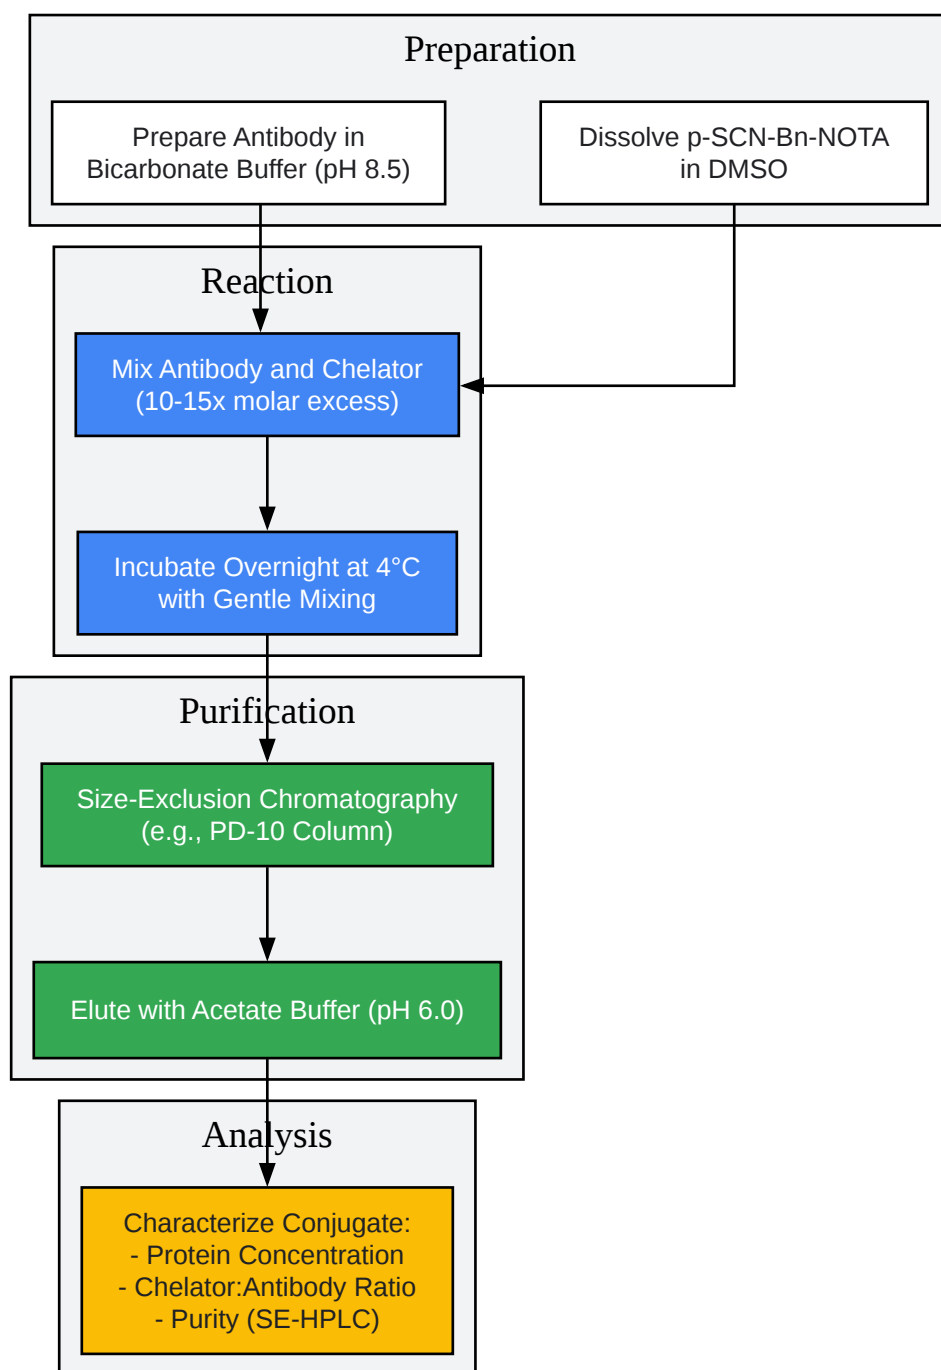 Preparation
Prepare Antibody in
Bicarbonate Buffer (pH 8.5)
Dissolve p-SCN-Bn-NOTA
in DMSO
Reaction
Mix Antibody and Chelator
(10-15x molar excess)
Incubate Overnight at 4°C
with Gentle Mixing
Purification
Size-Exclusion Chromatography
(e.g., PD-10 Column)
Elute with Acetate Buffer (pH 6.0)
Analysis
Characterize Conjugate:
- Protein Concentration
- Chelator:Antibody Ratio
- Purity (SE-HPLC)